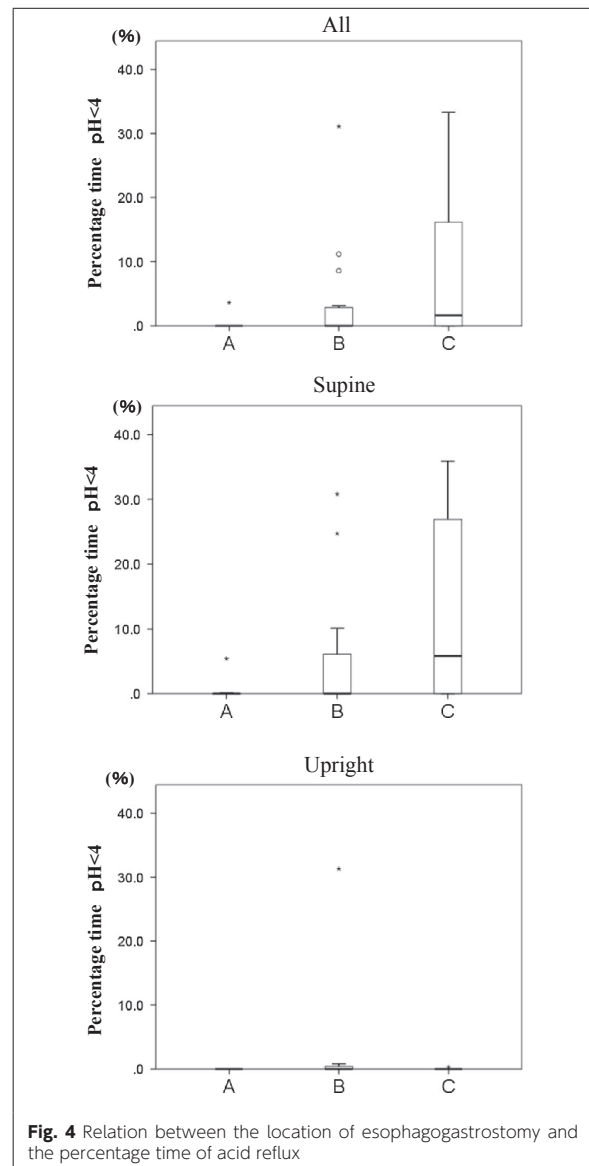 All
(%)
Percentage time pH<4
40.0
30.0
20.0
10.0
.0
*
*
A B C
Supine
(%)
Percentage time pH<4
40.0
30.0
20.0
10.0
.0
*
*
*
A B C
Upright
(%)
Percentage time pH<4
40.0
30.0
20.0
10.0
.0
*
*
A B C
Fig. 4 Relation between the location of esophagogastrostomy and
the percentage time of acid reflux